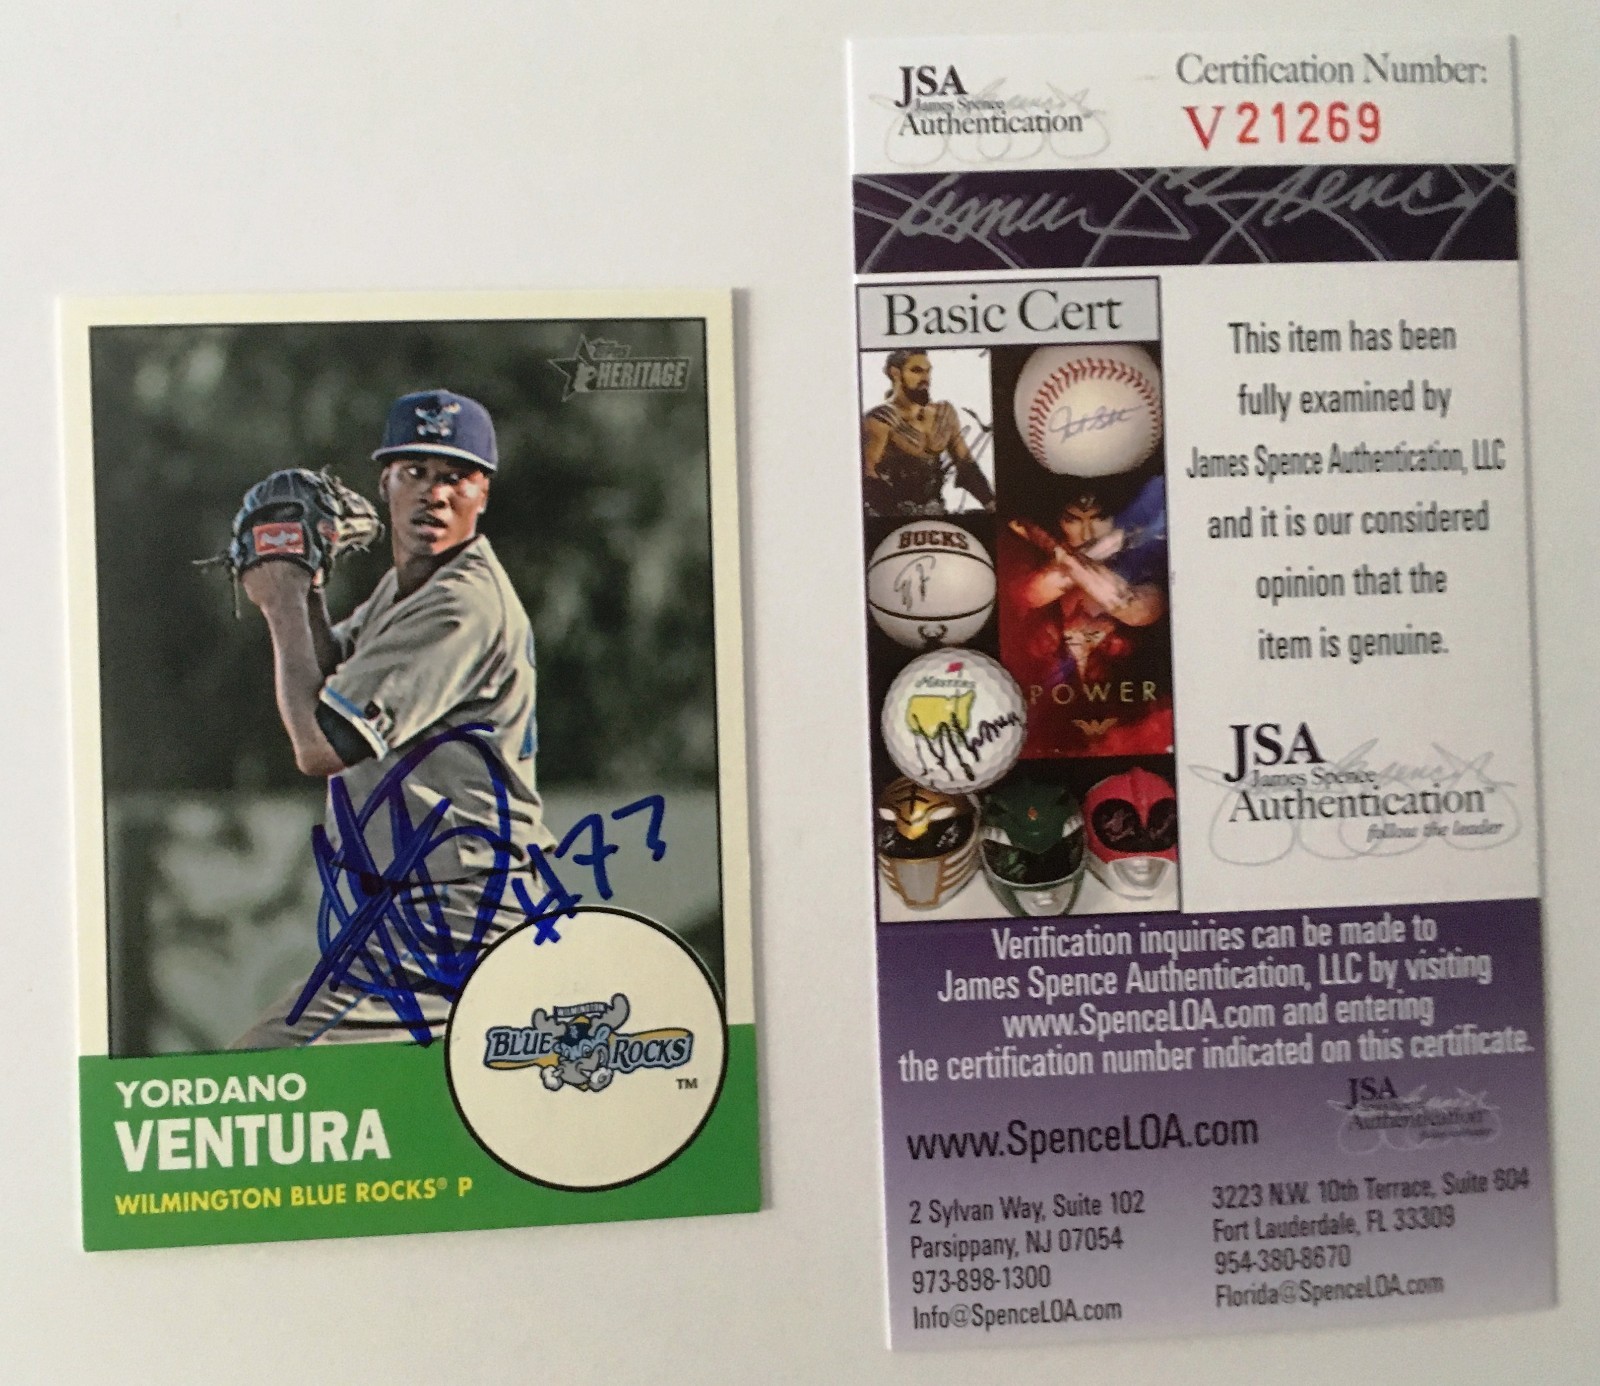 topps
HERITAGE
#73
WILMINGTON
BLUE ROCKS
TM
YORDANO
VENTURA
WILMINGTON BLUE ROCKS® P
JSA
James Spence
Authentication™
Certification Number:
V21269
Basic Cert
BUCKS
MASTERS
POWER
This item has been
fully examined by
James Spence Authentication, LLC
and it is our considered
opinion that the
item is genuine.
JSA
James Spence
Authentication™
follow the leader
Verification inquiries can be made to
James Spence Authentication, LLC by visiting
www.SpenceLOA.com and entering
the certification number indicated on this certificate.
JSA
Authentication
www.SpenceLOA.com
2 Sylvan Way, Suite 102
Parsippany, NJ 07054
973-898-1300
Info@SpenceLOA.com
3223 N.W. 10th Terrace, Suite 604
Fort Lauderdale, FL 33309
954-380-8670
Florida@SpenceLOA.com